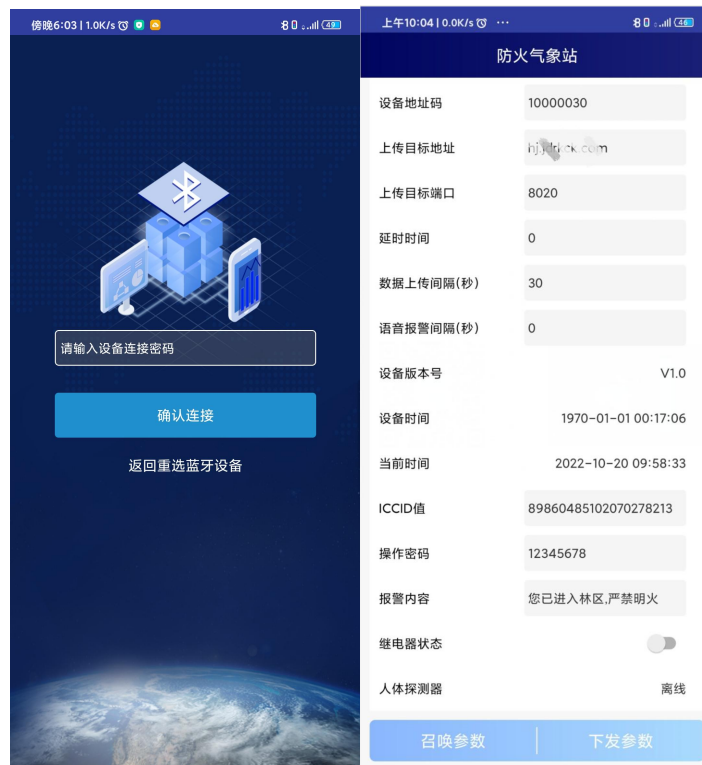 傍晚6:03 | 1.0K/s
49
请输入设备连接密码
确认连接
返回重选蓝牙设备
上午10:04 | 0.0K/s ···
46
防火气象站
设备地址码 10000030
上传目标地址
上传目标端口 8020
延时时间 0
数据上传间隔(秒) 30
语音报警间隔(秒) 0
设备版本号 V1.0
设备时间 1970-01-01 00:17:06
当前时间 2022-10-20 09:58:33
ICCID值 89860485102070278213
操作密码 12345678
报警内容 您已进入林区,严禁明火
继电器状态
人体探测器 离线
召唤参数 下发参数